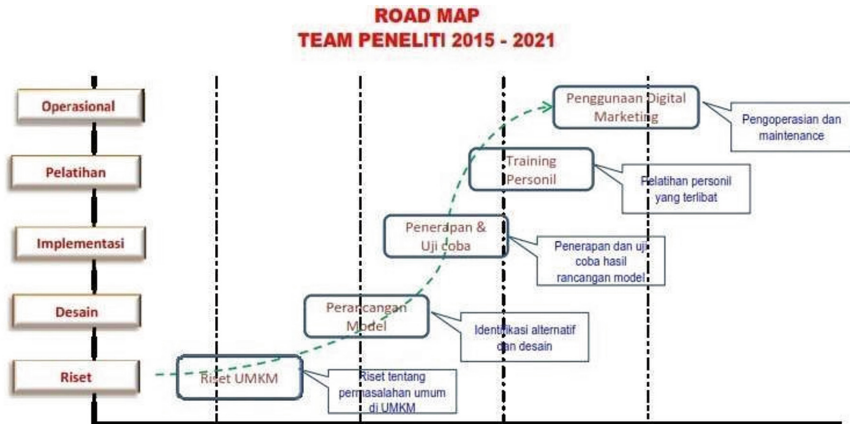 ROAD MAP
TEAM PENELITI 2015 - 2021
Operasional
Penggunaan Digital
Marketing
Pengoperasian dan
maintenance
Pelatihan
Training
Personil
Pelatihan personil
yang terlibat
Implementasi
Penerapan &
Uji coba
Penerapan dan uji
coba hasil
rancangan model
Desain
Perancangan
Model
Identifikasi alternatif
dan desain
Riset
Riset UMKM
Riset tentang
permasalahan umum
di UMKM